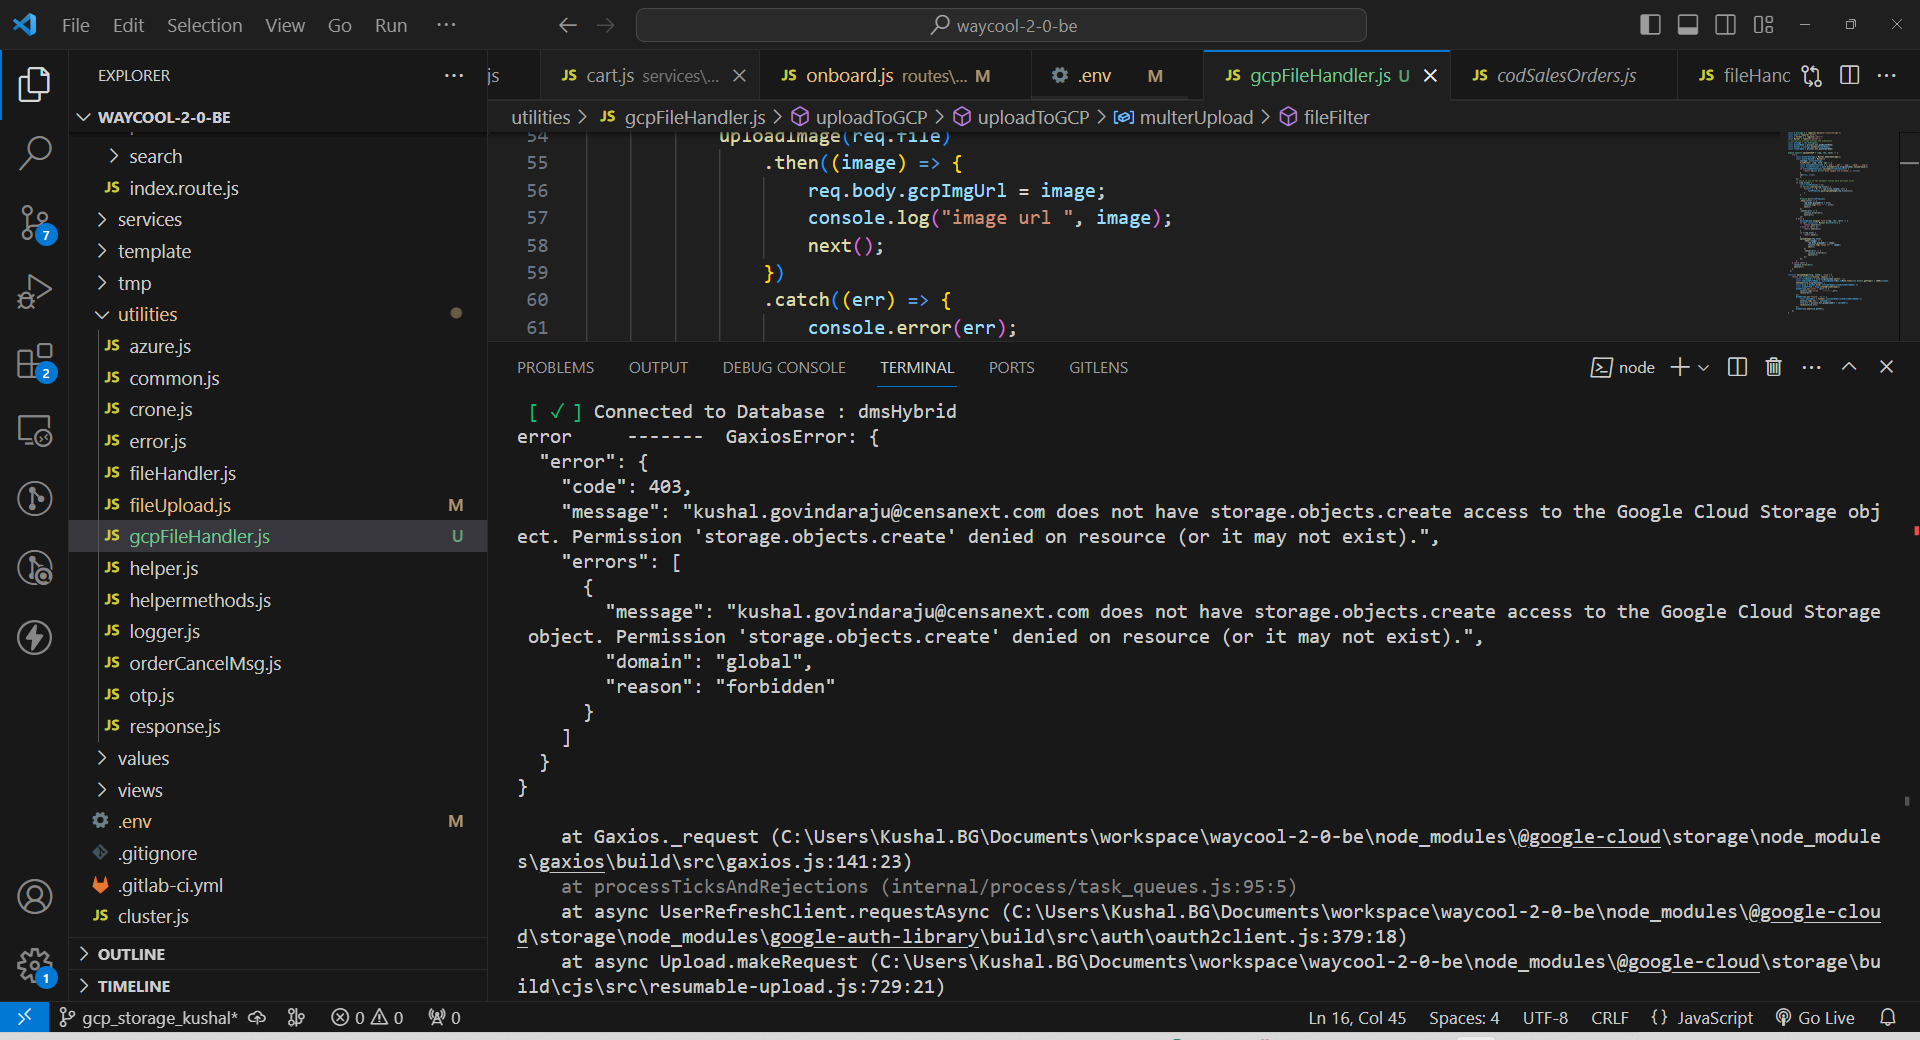 File Edit Selection View Go Run ··· waycool-2-0-be
EXPLORER ···
js
JS cart.js services\...
JS onboard.js routes\... M
.env M
JS gcpFileHandler.js U
JS codSalesOrders.js
JS fileHanc
···
WAYCOOL-2-0-BE
utilities > JS gcpFileHandler.js > uploadToGCP > uploadToGCP > multerUpload > fileFilter
search
JS index.route.js
services
template
tmp
utilities
JS azure.js
JS common.js
JS crone.js
JS error.js
JS fileHandler.js
JS fileUpload.js M
JS gcpFileHandler.js U
JS helper.js
JS helpermethods.js
JS logger.js
JS orderCancelMsg.js
JS otp.js
JS response.js
values
views
.env M
.gitignore
.gitlab-ci.yml
JS cluster.js
OUTLINE
TIMELINE
7
2
1
54 uploadImage(req.file)
55 .then((image) => {
56 req.body.gcpImgUrl = image;
57 console.log("image url ", image);
58 next();
59 })
60 .catch((err) => {
61 console.error(err);
PROBLEMS OUTPUT DEBUG CONSOLE TERMINAL PORTS GITLENS
node
[ ✓ ] Connected to Database : dmsHybrid
error ------- GaxiosError: {
"error": {
"code": 403,
"message": "kushal.govindaraju@censanext.com does not have storage.objects.create access to the Google Cloud Storage obj
ect. Permission 'storage.objects.create' denied on resource (or it may not exist).",
"errors": [
{
"message": "kushal.govindaraju@censanext.com does not have storage.objects.create access to the Google Cloud Storage
object. Permission 'storage.objects.create' denied on resource (or it may not exist).",
"domain": "global",
"reason": "forbidden"
}
]
}
}
at Gaxios._request (C:\Users\Kushal.BG\Documents\workspace\waycool-2-0-be\node_modules\@google-cloud\storage\node_module
s\gaxios\build\src\gaxios.js:141:23)
at processTicksAndRejections (internal/process/task_queues.js:95:5)
at async UserRefreshClient.requestAsync (C:\Users\Kushal.BG\Documents\workspace\waycool-2-0-be\node_modules\@google-clou
d\storage\node_modules\google-auth-library\build\src\auth\oauth2client.js:379:18)
at async Upload.makeRequest (C:\Users\Kushal.BG\Documents\workspace\waycool-2-0-be\node_modules\@google-cloud\storage\bu
ild\cjs\src\resumable-upload.js:729:21)
gcp_storage_kushal* 0 0 0 Ln 16, Col 45 Spaces: 4 UTF-8 CRLF {} JavaScript Go Live